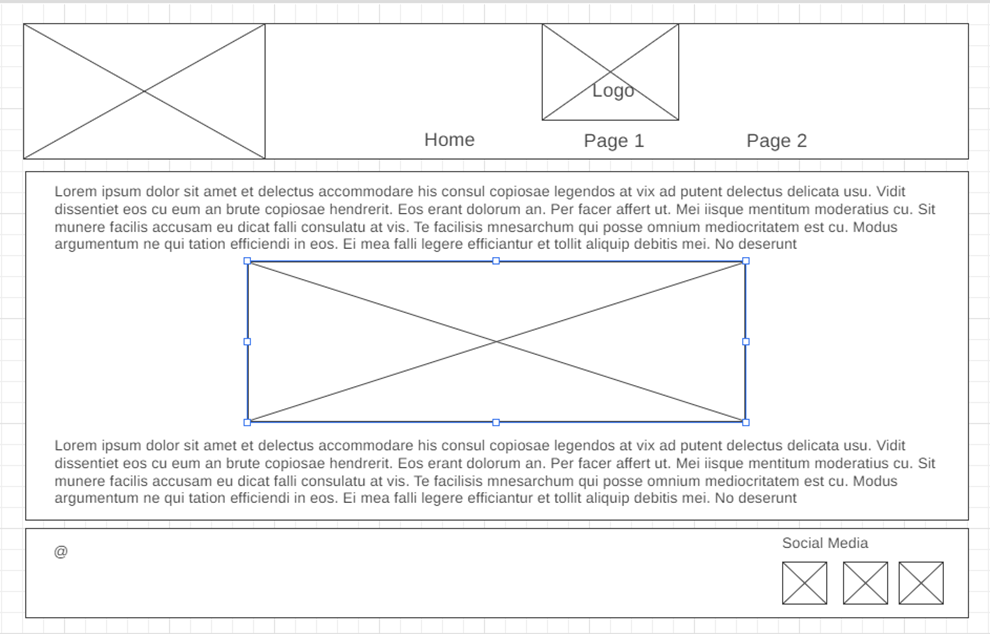 Logo
Home Page 1 Page 2
Lorem ipsum dolor sit amet et delectus accommodare his consul copiosae legendos at vix ad putent delectus delicata usu. Vidit
dissentiet eos cu eum an brute copiosae hendrerit. Eos erant dolorum an. Per facer affert ut. Mei iisque mentitum moderatius cu. Sit
munere facilis accusam eu dicat falli consulatu at vis. Te facilisis mnesarchum qui posse omnium mediocritatem est cu. Modus
argumentum ne qui tation efficiendi in eos. Ei mea falli legere efficiantur et tollit aliquip debitis mei. No deserunt
Lorem ipsum dolor sit amet et delectus accommodare his consul copiosae legendos at vix ad putent delectus delicata usu. Vidit
dissentiet eos cu eum an brute copiosae hendrerit. Eos erant dolorum an. Per facer affert ut. Mei iisque mentitum moderatius cu. Sit
munere facilis accusam eu dicat falli consulatu at vis. Te facilisis mnesarchum qui posse omnium mediocritatem est cu. Modus
argumentum ne qui tation efficiendi in eos. Ei mea falli legere efficiantur et tollit aliquip debitis mei. No deserunt
@
Social Media